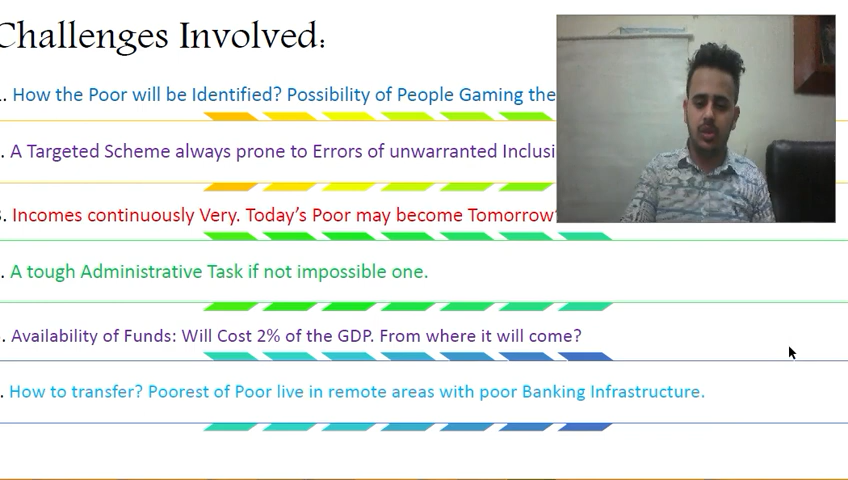 Challenges Involved:
. How the Poor will be Identified? Possibility of People Gaming the
. A Targeted Scheme always prone to Errors of unwarranted
3. Incomes continuously Very. Today's Poor may become
. A tough Administrative Task if not impossible one.
. Availability of Funds: Will Cost 2% of the GDP. From where it will come?
. How to transfer? Poorest of Poor live in remote areas with poor Banking Infrastructure.